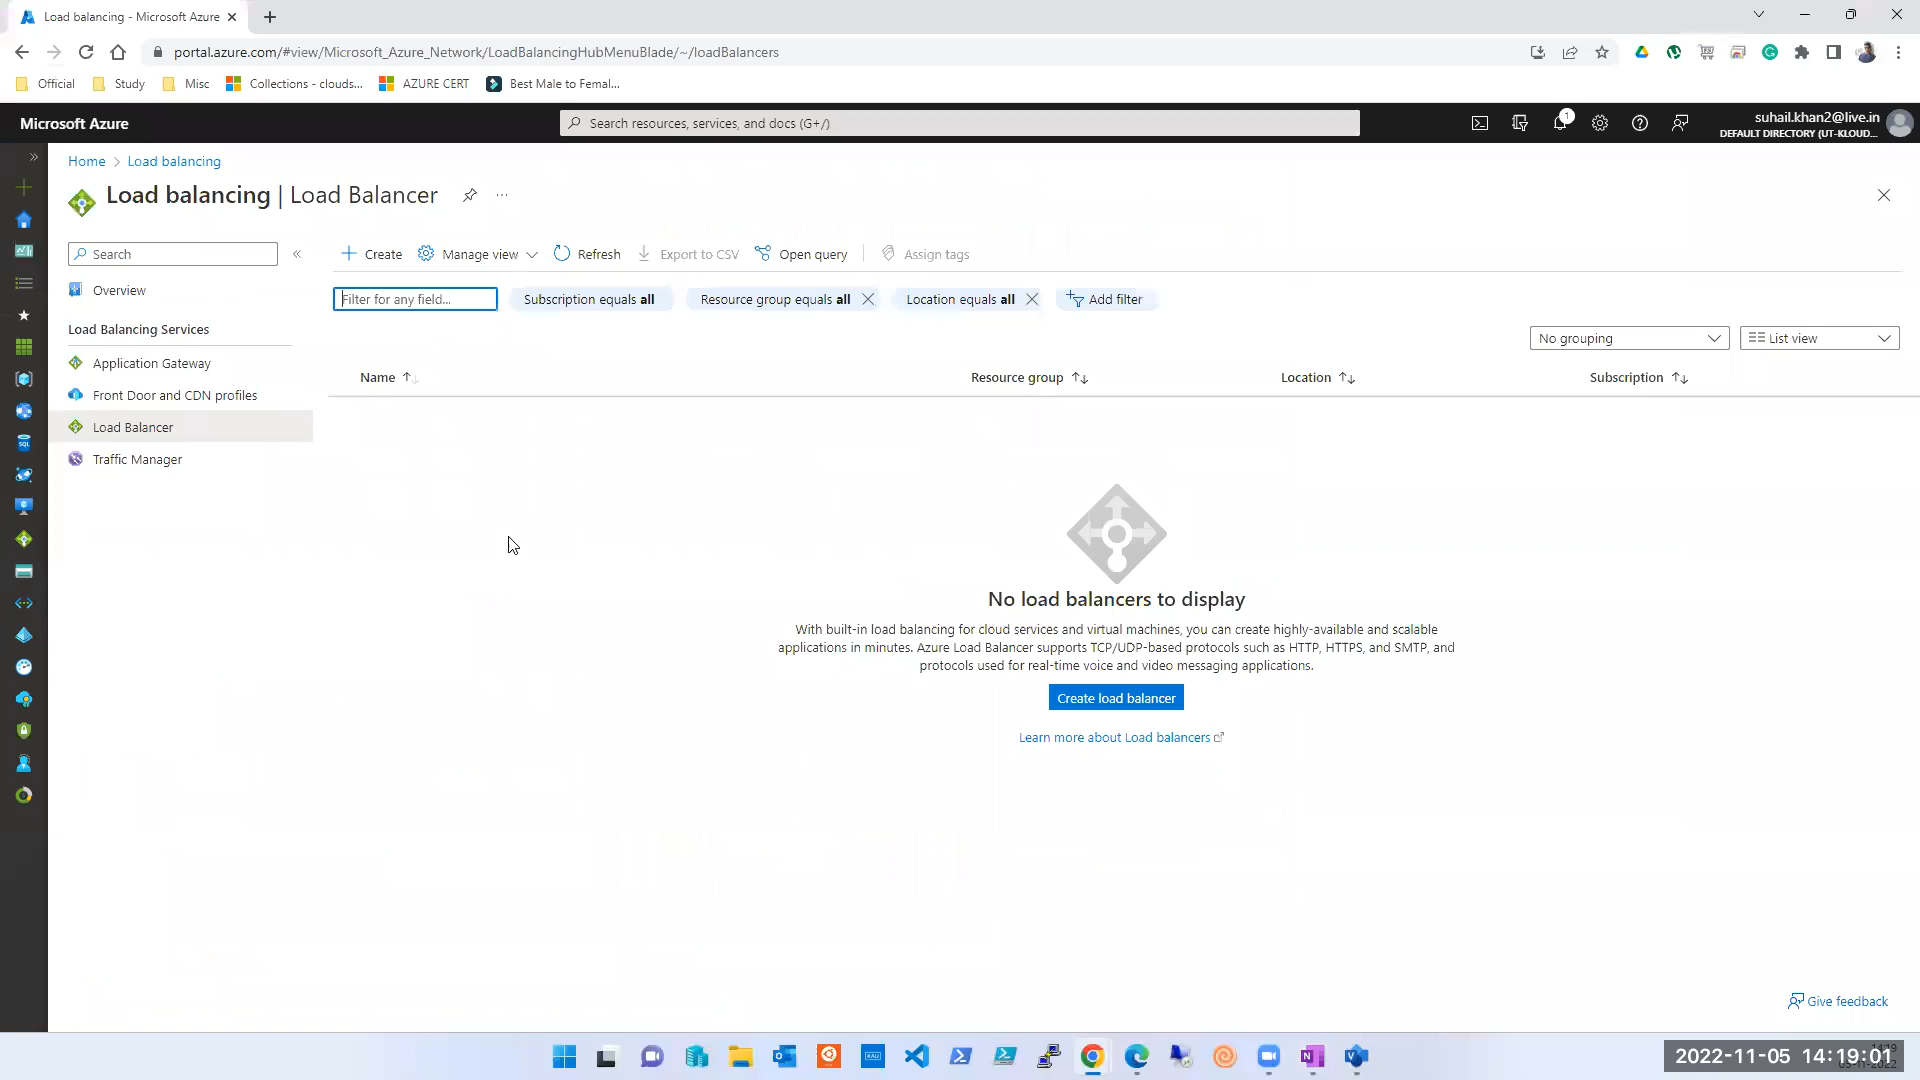 Load balancing - Microsoft Azure
portal.azure.com/#view/Microsoft_Azure_Network/LoadBalancingHubMenuBlade/~/loadBalancers
Official
Study
Misc
Collections - clouds...
AZURE CERT
Best Male to Femal...
Microsoft Azure
Search resources, services, and docs (G+/)
1
suhail.khan2@live.in
DEFAULT DIRECTORY (UT-KLOUD...
Home > Load balancing
Load balancing | Load Balancer
Search
Create
Manage view
Refresh
Export to CSV
Open query
Assign tags
Overview
Load Balancing Services
Application Gateway
Front Door and CDN profiles
Load Balancer
Traffic Manager
Filter for any field...
Subscription equals all
Resource group equals all
Location equals all
Add filter
No grouping
List view
Name
Resource group
Location
Subscription
No load balancers to display
With built-in load balancing for cloud services and virtual machines, you can create highly-available and scalable
applications in minutes. Azure Load Balancer supports TCP/UDP-based protocols such as HTTP, HTTPS, and SMTP, and
protocols used for real-time voice and video messaging applications.
Create load balancer
Learn more about Load balancers
Give feedback
2022-11-05 14:19:01